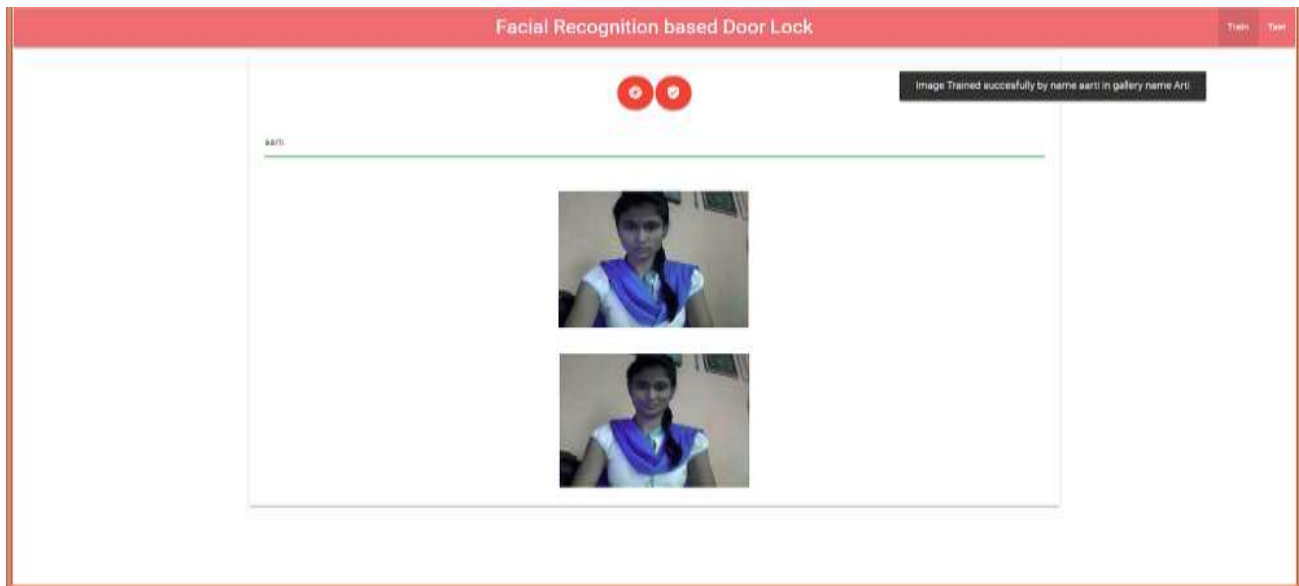 Facial Recognition based Door Lock
Train
Test
Image Trained succesfully by name aarti in gallery name Arti
aarti